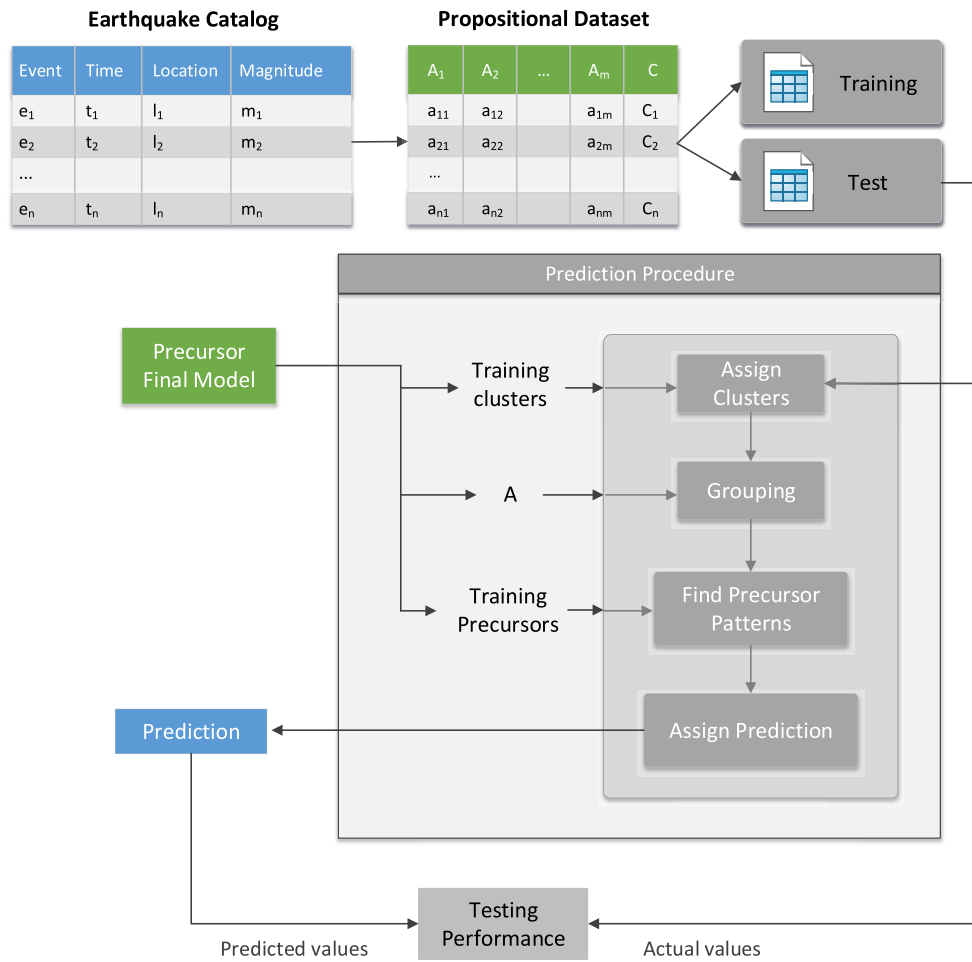 Earthquake Catalog
Propositional Dataset
Event Time Location Magnitude
e1 t1 l1 m1
e2 t2 l2 m2
...
en tn ln mn
A1 A2 ... Am C
a11 a12 a1m C1
a21 a22 a2m C2
...
an1 an2 anm Cn
Training
Test
Prediction Procedure
Precursor
Final Model
Training
clusters
Assign
Clusters
A
Grouping
Training
Precursors
Find Precursor
Patterns
Prediction
Assign Prediction
Testing
Performance
Predicted values
Actual values